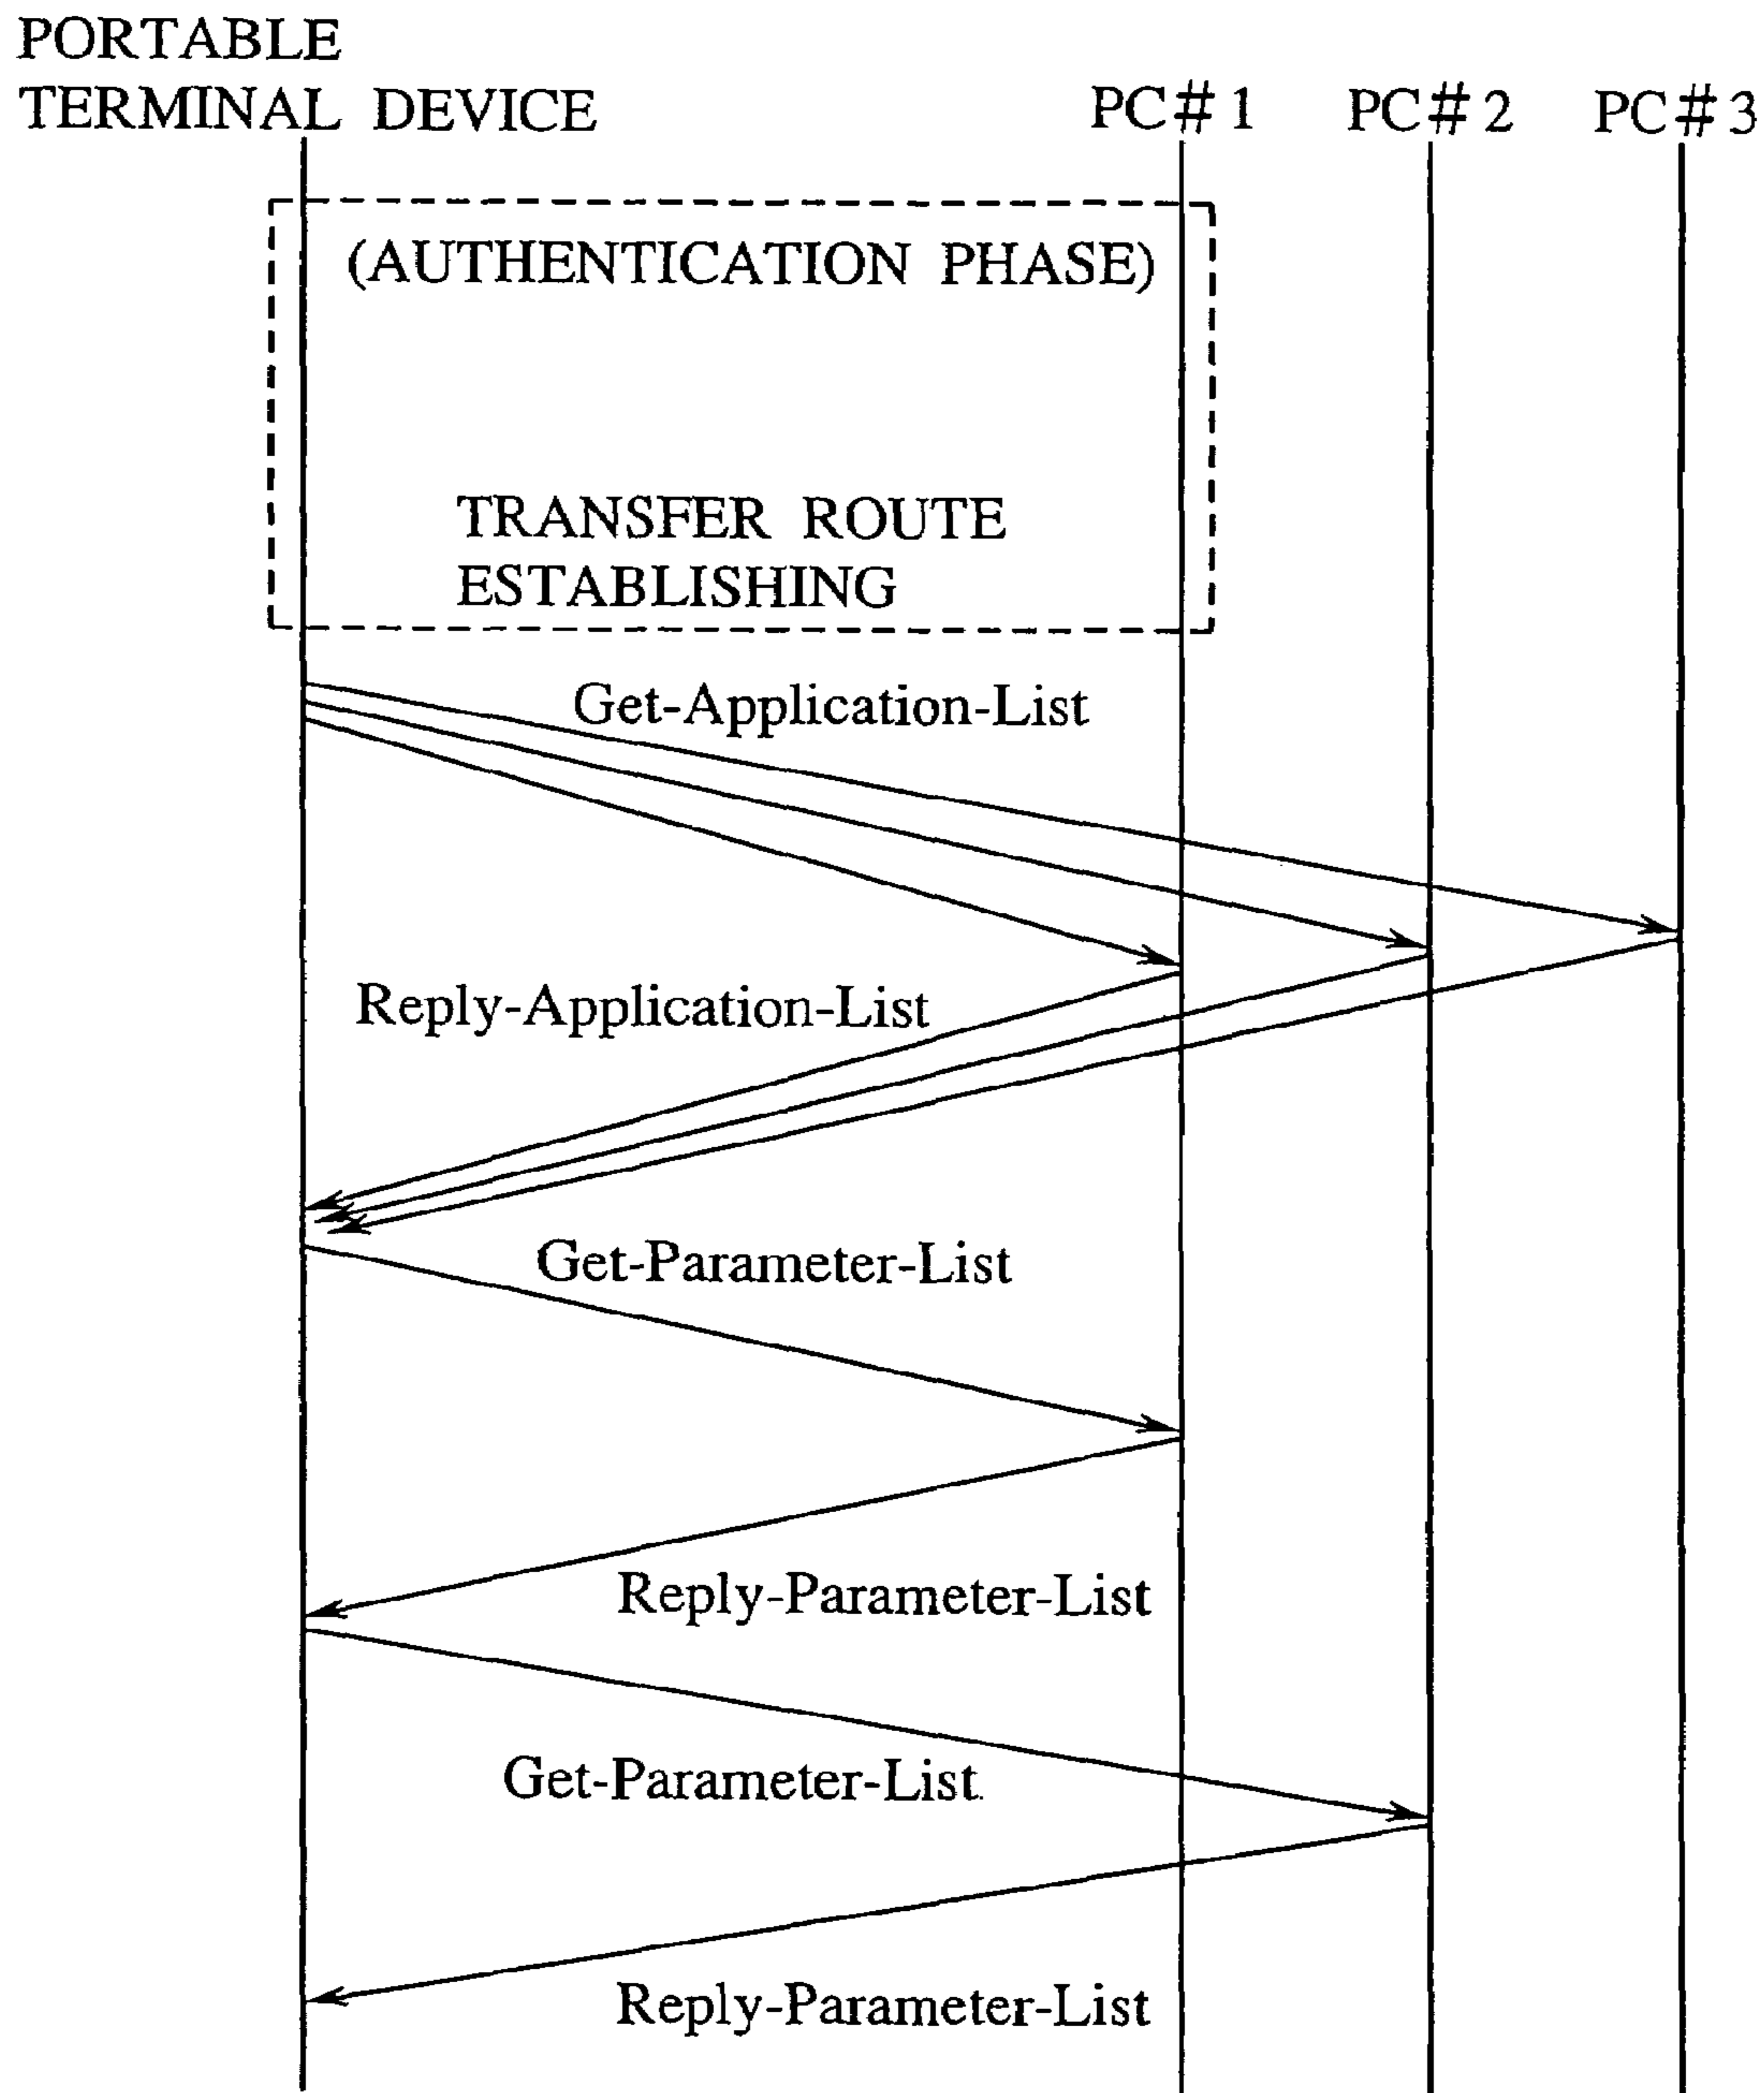 PORTABLE
TERMINAL DEVICE
PC#1
PC#2
PC#3
(AUTHENTICATION PHASE)
TRANSFER ROUTE
ESTABLISHING
Get-Application-List
Reply-Application-List
Get-Parameter-List
Reply-Parameter-List
Get-Parameter-List
Reply-Parameter-List